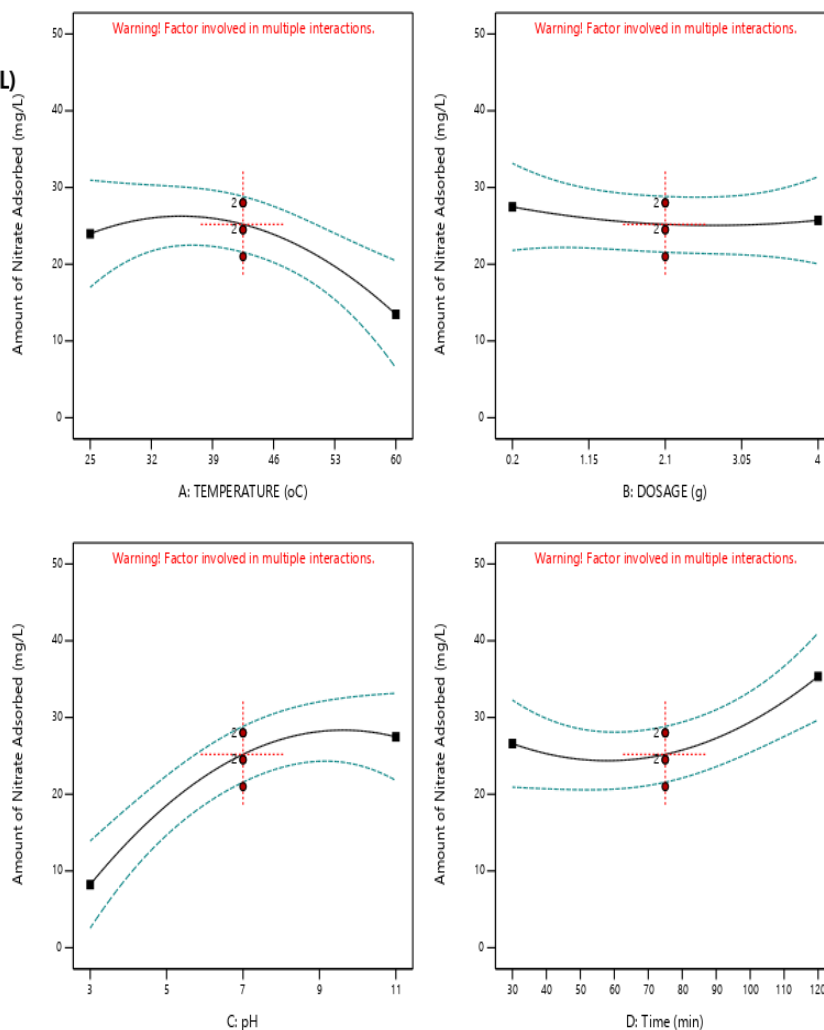 Warning! Factor involved in multiple interactions.
L)
Amount of Nitrate Adsorbed (mg/L)
50
40
30
20
10
0
2
2
25 32 39 46 53 60
A: TEMPERATURE (oC)
Warning! Factor involved in multiple interactions.
Amount of Nitrate Adsorbed (mg/L)
50
40
30
20
10
0
2
2
0.2 1.15 2.1 3.05 4
B: DOSAGE (g)
Warning! Factor involved in multiple interactions.
Amount of Nitrate Adsorbed (mg/L)
50
40
30
20
10
0
2
2
3 5 7 9 11
C: pH
Warning! Factor involved in multiple interactions.
Amount of Nitrate Adsorbed (mg/L)
50
40
30
20
10
0
2
2
30 40 50 60 70 80 90 100 110 120
D: Time (min)